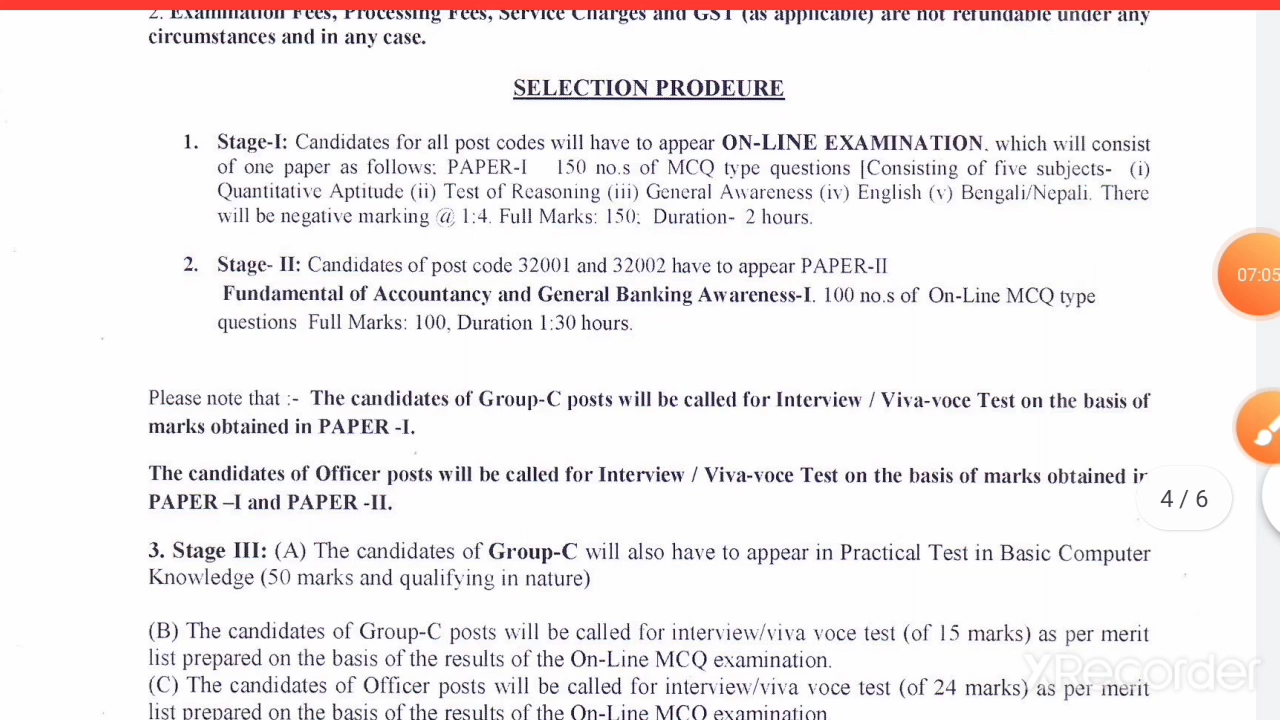 2. Examination Fees, Processing Fees, Service Charges and GST (as applicable) are not refundable under any
circumstances and in any case.
SELECTION PRODEURE
1. Stage-I: Candidates for all post codes will have to appear ON-LINE EXAMINATION, which will consist
of one paper as follows: PAPER-I 150 no.s of MCQ type questions [Consisting of five subjects- (i)
Quantitative Aptitude (ii) Test of Reasoning (iii) General Awareness (iv) English (v) Bengali/Nepali. There
will be negative marking @ 1:4. Full Marks: 150; Duration- 2 hours.
2. Stage- II: Candidates of post code 32001 and 32002 have to appear PAPER-II
Fundamental of Accountancy and General Banking Awareness-I. 100 no.s of On-Line MCQ type
questions Full Marks: 100, Duration 1:30 hours.
07:05
Please note that :- The candidates of Group-C posts will be called for Interview / Viva-voce Test on the basis of
marks obtained in PAPER -I.
The candidates of Officer posts will be called for Interview / Viva-voce Test on the basis of marks obtained in
PAPER –I and PAPER -II.
4 / 6
3. Stage III: (A) The candidates of Group-C will also have to appear in Practical Test in Basic Computer
Knowledge (50 marks and qualifying in nature)
(B) The candidates of Group-C posts will be called for interview/viva voce test (of 15 marks) as per merit
list prepared on the basis of the results of the On-Line MCQ examination.
(C) The candidates of Officer posts will be called for interview/viva voce test (of 24 marks) as per merit
list prepared on the basis of the results of the On-Line MCQ examination
XRecorder